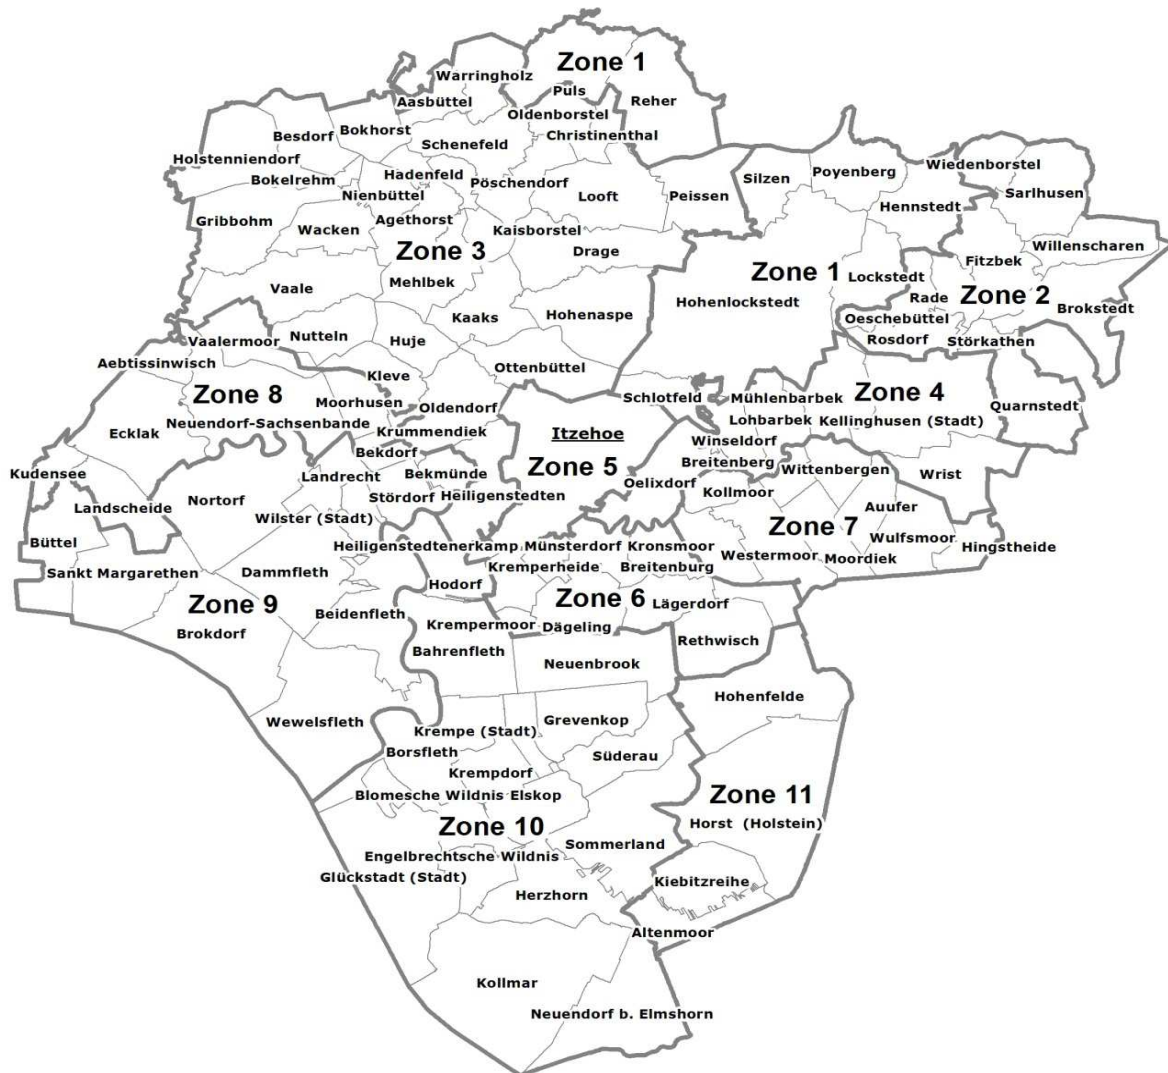 Zone 1
Warringholz
Puls
Aasbüttel
Reher
Oldenborstel
Bokhorst
Besdorf
Christinenthal
Schenefeld
Holstenniendorf
Wiedenborstel
Hadenfeld
Poyenberg
Silzen
Bokelrehm
Pöschendorf
Sarlhusen
Nienbüttel
Looft
Peissen
Hennstedt
Gribbohm
Agethorst
Wacken
Kaisborstel
Zone 3
Drage
Willenscharen
Fitzbek
Zone 1
Lockstedt
Mehlbek
Vaale
Zone 2
Rade
Hohenlockstedt
Brokstedt
Kaaks
Hohenaspe
Oeschebüttel
Nutteln
Huje
Vaalermoor
Rosdorf
Störkathen
Aebtissinwisch
Kleve
Ottenbüttel
Zone 8
Zone 4
Moorhusen
Schlotfeld
Mühlenbarbek
Oldendorf
Quarnstedt
Neuendorf-Sachsenbande
Lohbarbek
Kellinghusen (Stadt)
Ecklak
Krummendiek
Itzehoe
Winseldorf
Bekdorf
Zone 5
Breitenberg
Wittenbergen
Kudensee
Landrecht
Bekmünde
Wrist
Oelixdorf
Nortorf
Stördorf
Heiligenstedten
Kollmoor
Landscheide
Auufer
Wilster (Stadt)
Zone 7
Wulfsmoor
Büttel
Heiligenstedtenerkamp
Münsterdorf
Kronsmoor
Hingstheide
Westermoor
Moordiek
Kremperheide
Breitenburg
Sankt Margarethen
Dammfleth
Hodorf
Zone 9
Zone 6
Lägerdorf
Beidenfleth
Brokdorf
Krempermoor
Dägeling
Rethwisch
Bahrenfleth
Neuenbrook
Hohenfelde
Wewelsfleth
Grevenkop
Krempe (Stadt)
Borsfleth
Süderau
Krempdorf
Blomesche Wildnis
Elskop
Zone 11
Horst (Holstein)
Zone 10
Sommerland
Engelbrechtsche Wildnis
Glückstadt (Stadt)
Kiebitzreihe
Herzhorn
Altenmoor
Kollmar
Neuendorf b. Elmshorn